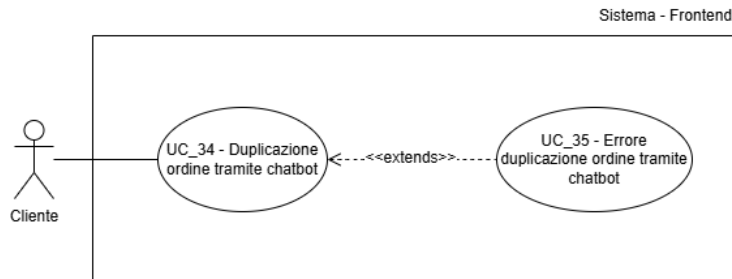 Sistema - Frontend
UC_34 - Duplicazione
ordine tramite chatbot
<<extends>>
UC_35 - Errore
duplicazione ordine tramite
chatbot
Cliente